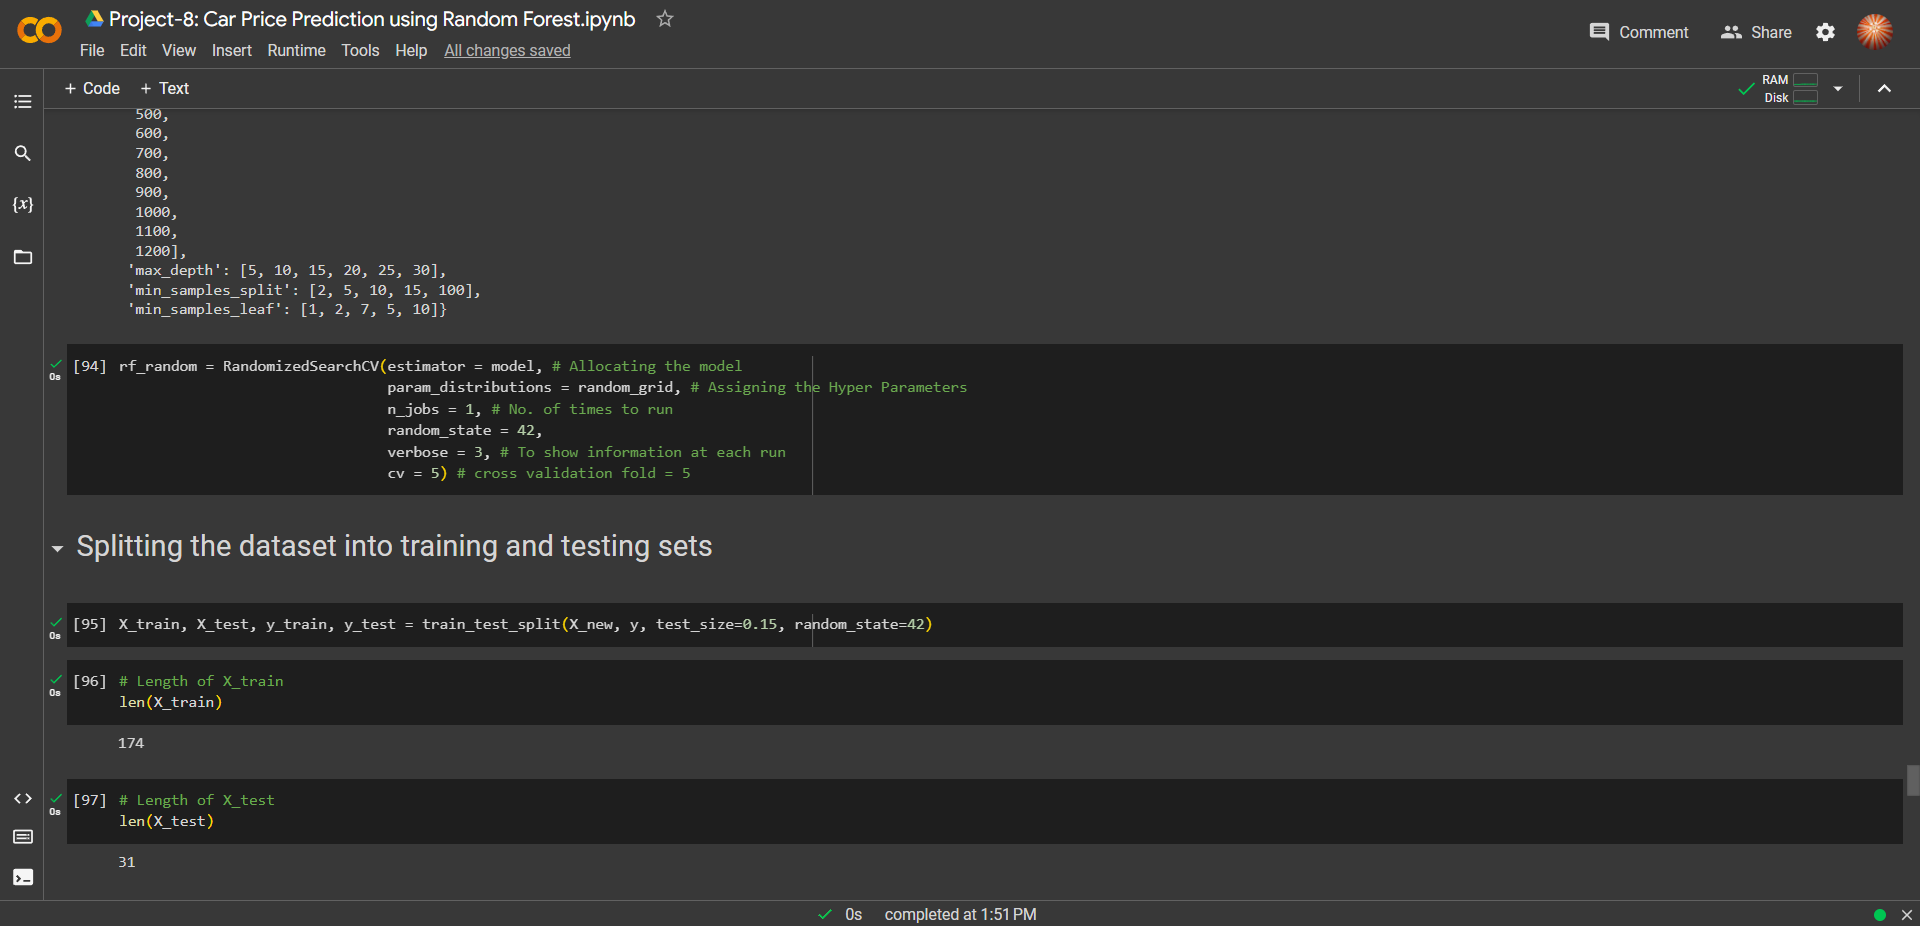 Project-8: Car Price Prediction using Random Forest.ipynb
File Edit View Insert Runtime Tools Help All changes saved
Comment Share
+ Code + Text
RAM
Disk
500,
600,
700,
800,
900,
1000,
1100,
1200],
'max_depth': [5, 10, 15, 20, 25, 30],
'min_samples_split': [2, 5, 10, 15, 100],
'min_samples_leaf': [1, 2, 7, 5, 10]}
0s
[94] rf_random = RandomizedSearchCV(estimator = model, # Allocating the model
param_distributions = random_grid, # Assigning the Hyper Parameters
n_jobs = 1, # No. of times to run
random_state = 42,
verbose = 3, # To show information at each run
cv = 5) # cross validation fold = 5
Splitting the dataset into training and testing sets
0s
[95] X_train, X_test, y_train, y_test = train_test_split(X_new, y, test_size=0.15, random_state=42)
0s
[96] # Length of X_train
len(X_train)
174
0s
[97] # Length of X_test
len(X_test)
31
0s completed at 1:51 PM